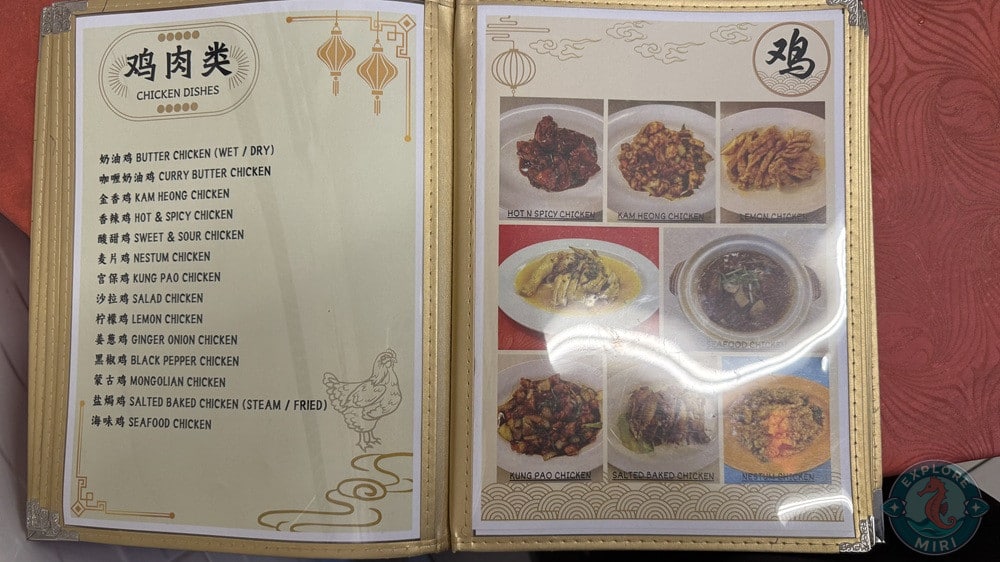 鸡肉类
CHICKEN DISHES
奶油鸡 BUTTER CHICKEN (WET / DRY)
咖喱奶油鸡 CURRY BUTTER CHICKEN
金香鸡 KAM HEONG CHICKEN
香辣鸡 HOT & SPICY CHICKEN
酸甜鸡 SWEET & SOUR CHICKEN
麦片鸡 NESTUM CHICKEN
宫保鸡 KUNG PAO CHICKEN
沙拉鸡 SALAD CHICKEN
柠檬鸡 LEMON CHICKEN
姜葱鸡 GINGER ONION CHICKEN
黑椒鸡 BLACK PEPPER CHICKEN
蒙古鸡 MONGOLIAN CHICKEN
盐焗鸡 SALTED BAKED CHICKEN (STEAM / FRIED)
海味鸡 SEAFOOD CHICKEN
鸡
HOT N SPICY CHICKEN
KAM HEONG CHICKEN
LEMON CHICKEN
SEAFOOD CHICKEN
KUNG PAO CHICKEN
SALTED BAKED CHICKEN
NESTUM CHICKEN
EXPLORE
MIRI